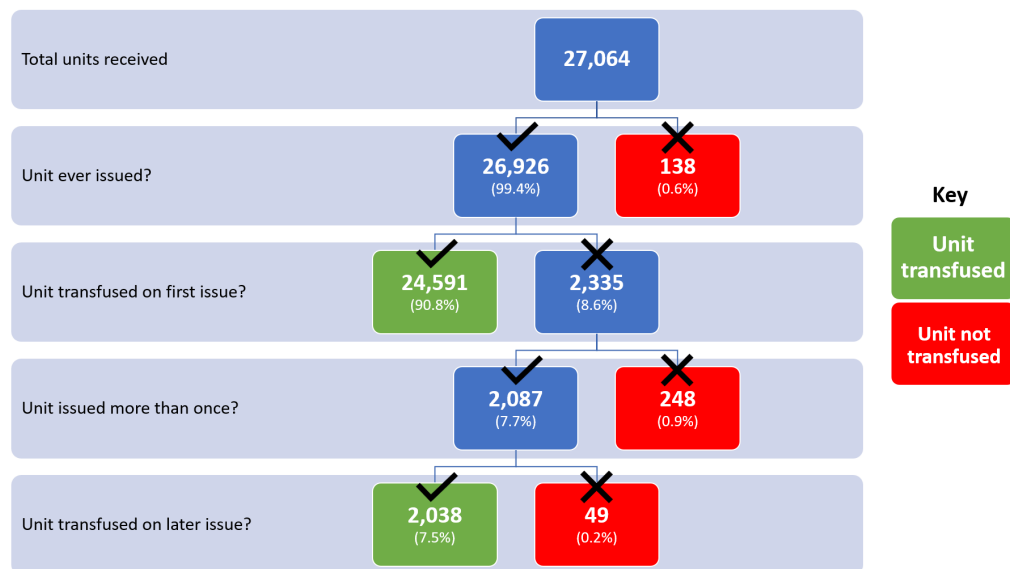 Total units received
27,064
Unit ever issued?
26,926
(99.4%)
138
(0.6%)
Key
Unit
transfused
Unit not
transfused
Unit transfused on first issue?
24,591
(90.8%)
2,335
(8.6%)
Unit issued more than once?
2,087
(7.7%)
248
(0.9%)
Unit transfused on later issue?
2,038
(7.5%)
49
(0.2%)